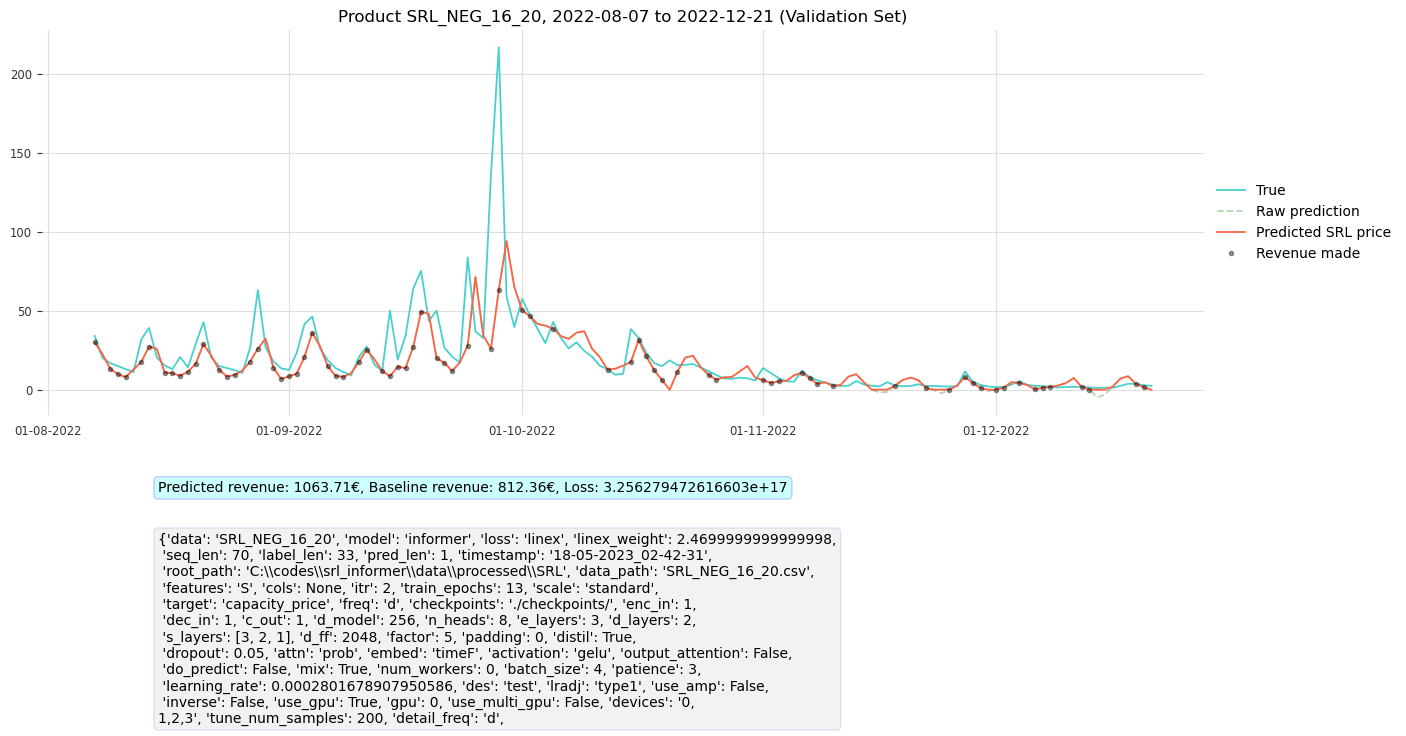 Product SRL_NEG_16_20, 2022-08-07 to 2022-12-21 (Validation Set)
200
150
100
50
0
01-08-2022
01-09-2022
01-10-2022
01-11-2022
01-12-2022
True
Raw prediction
Predicted SRL price
Revenue made
Predicted revenue: 1063.71€, Baseline revenue: 812.36€, Loss: 3.256279472616603e+17
{'data': 'SRL_NEG_16_20', 'model': 'informer', 'loss': 'linex', 'linex_weight': 2.4699999999999998,
'seq_len': 70, 'label_len': 33, 'pred_len': 1, 'timestamp': '18-05-2023_02-42-31',
'root_path': 'C:\\codes\\srl_informer\\data\\processed\\SRL', 'data_path': 'SRL_NEG_16_20.csv',
'features': 'S', 'cols': None, 'itr': 2, 'train_epochs': 13, 'scale': 'standard',
'target': 'capacity_price', 'freq': 'd', 'checkpoints': './checkpoints/', 'enc_in': 1,
'dec_in': 1, 'c_out': 1, 'd_model': 256, 'n_heads': 8, 'e_layers': 3, 'd_layers': 2,
's_layers': [3, 2, 1], 'd_ff': 2048, 'factor': 5, 'padding': 0, 'distil': True,
'dropout': 0.05, 'attn': 'prob', 'embed': 'timeF', 'activation': 'gelu', 'output_attention': False,
'do_predict': False, 'mix': True, 'num_workers': 0, 'batch_size': 4, 'patience': 3,
'learning_rate': 0.0002801678907950586, 'des': 'test', 'lradj': 'type1', 'use_amp': False,
'inverse': False, 'use_gpu': True, 'gpu': 0, 'use_multi_gpu': False, 'devices': '0,
1,2,3', 'tune_num_samples': 200, 'detail_freq': 'd',